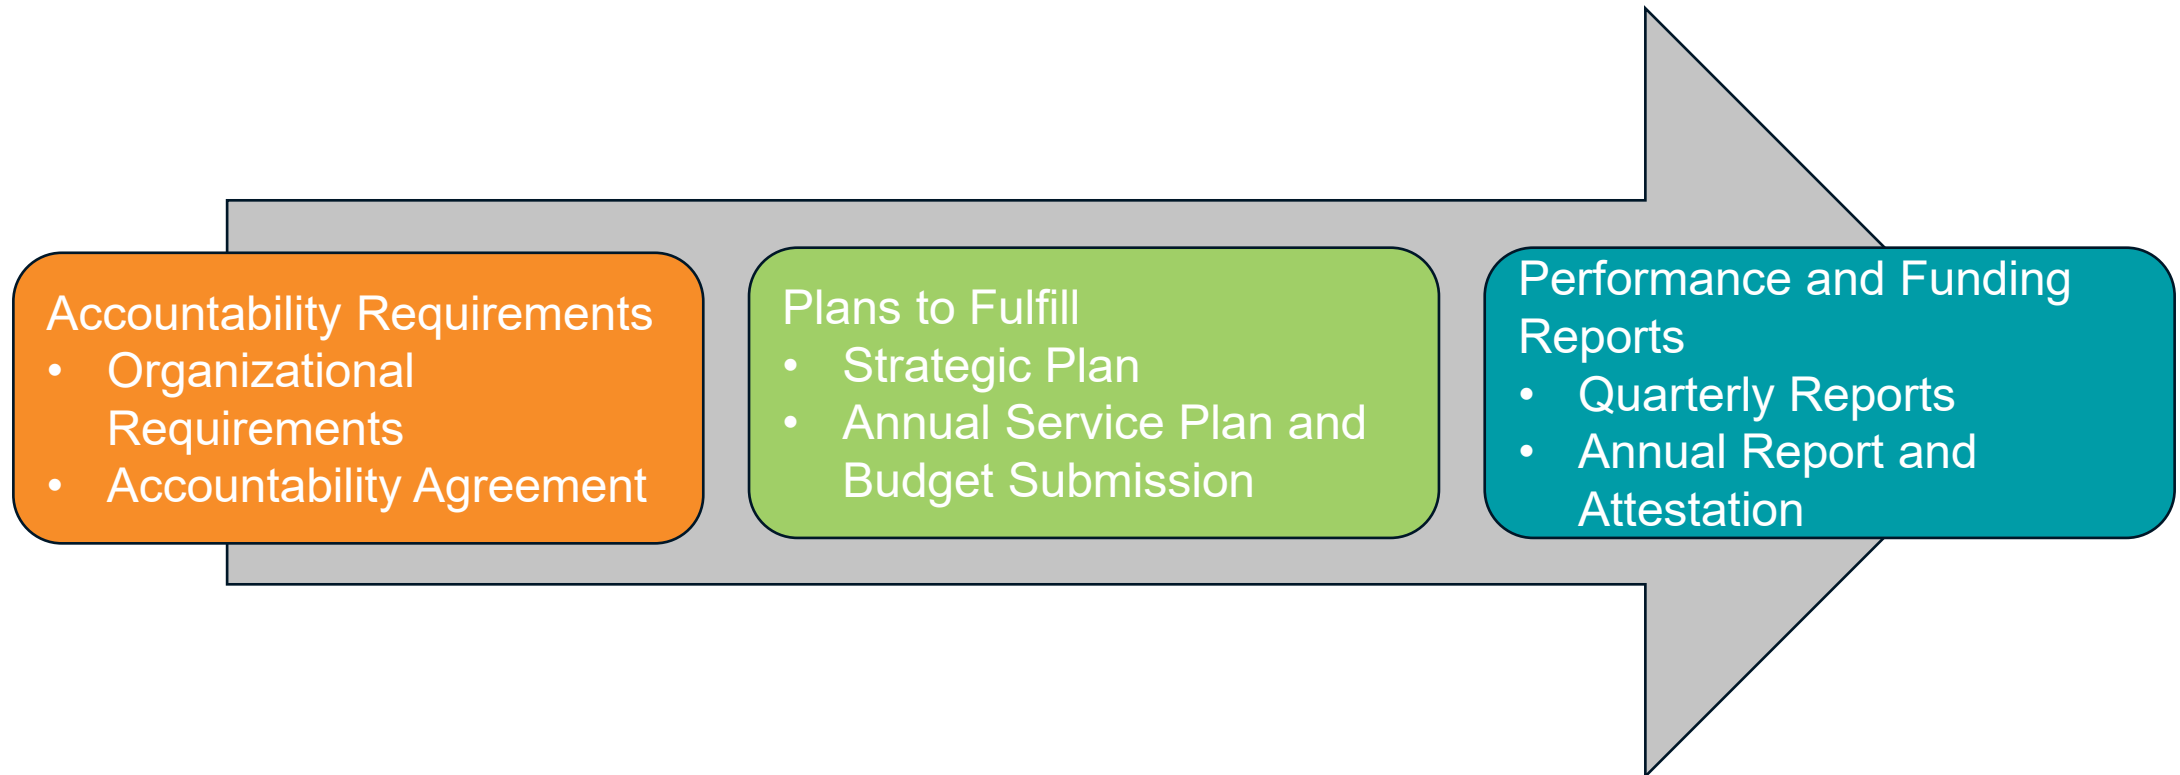 Accountability Requirements
• Organizational
Requirements
• Accountability Agreement
Plans to Fulfill
• Strategic Plan
• Annual Service Plan and
Budget Submission
Performance and Funding
Reports
• Quarterly Reports
• Annual Report and
Attestation